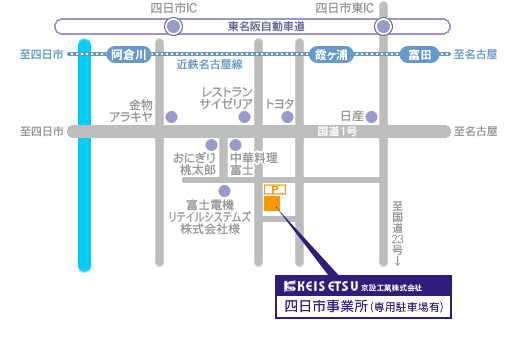 四日市IC
四日市東IC
東名阪自動車道
至四日市
阿倉川
霞ヶ浦
富田
至名古屋
近鉄名古屋線
レストラン
サイゼリア
金物
アラキヤ
トヨタ
日産
至四日市
国道1号
至名古屋
おにぎり
桃太郎
中華料理
富士
P
富士電機
リテイルシステムズ
株式会社様
至国道23号→
KEISETSU 京設工業株式会社
四日市事業所(専用駐車場有)